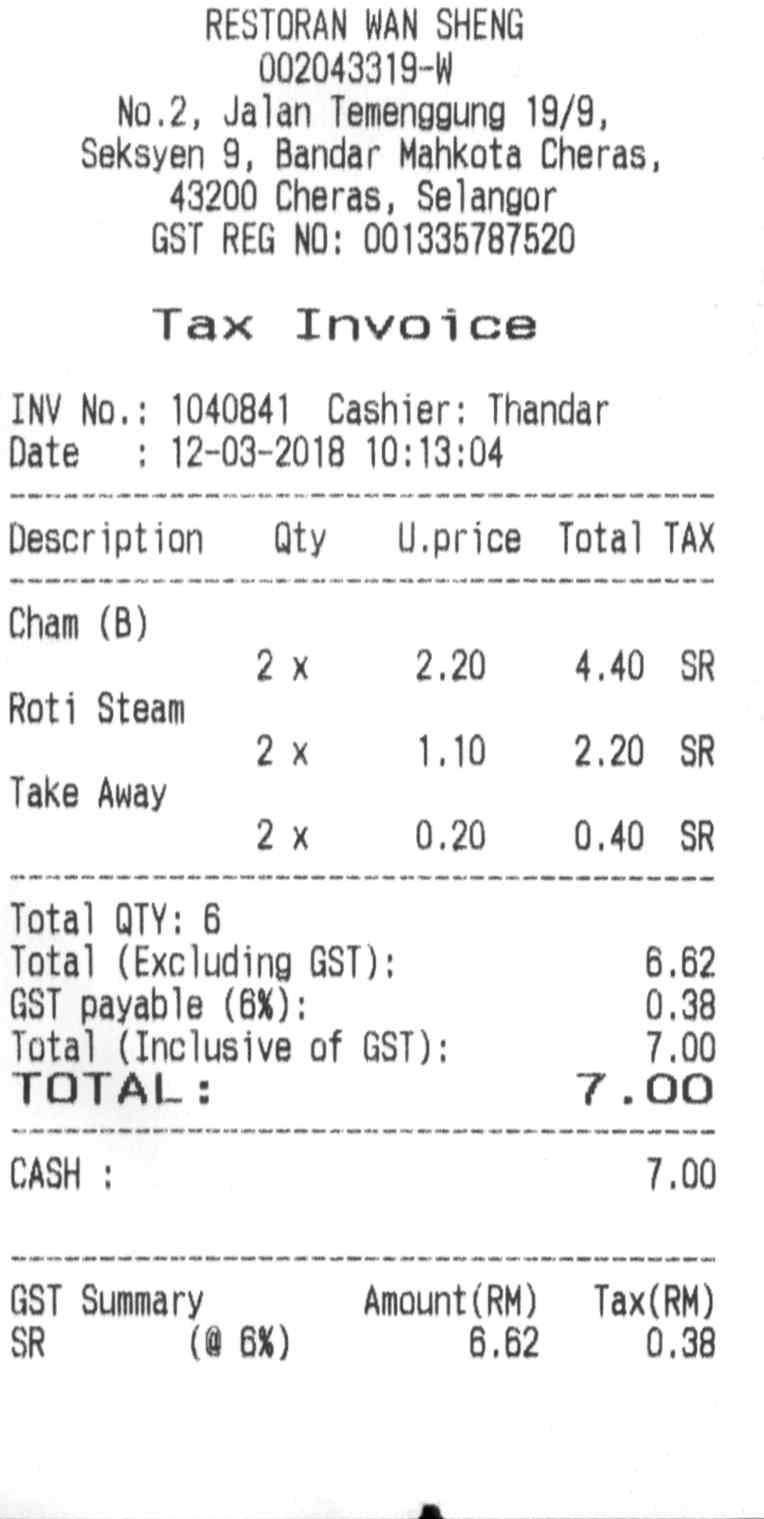 RESTORAN WAN SHENG
002043319-W
No.2, Jalan Temenggung 19/9,
Seksyen 9, Bandar Mahkota Cheras,
43200 Cheras, Selangor
GST REG NO: 001335787520
Tax Invoice
INV No.: 1040841 Cashier: Thandar
Date : 12-03-2018 10:13:04
Description Qty U.price Total TAX
Cham (B)
2 x 2.20 4.40 SR
Roti Steam
2 x 1.10 2.20 SR
Take Away
2 x 0.20 0.40 SR
Total QTY: 6
Total (Excluding GST): 6.62
GST payable (6%): 0.38
Total (Inclusive of GST): 7.00
TOTAL: 7.00
CASH : 7.00
GST Summary Amount(RM) Tax(RM)
SR (@ 6%) 6.62 0.38